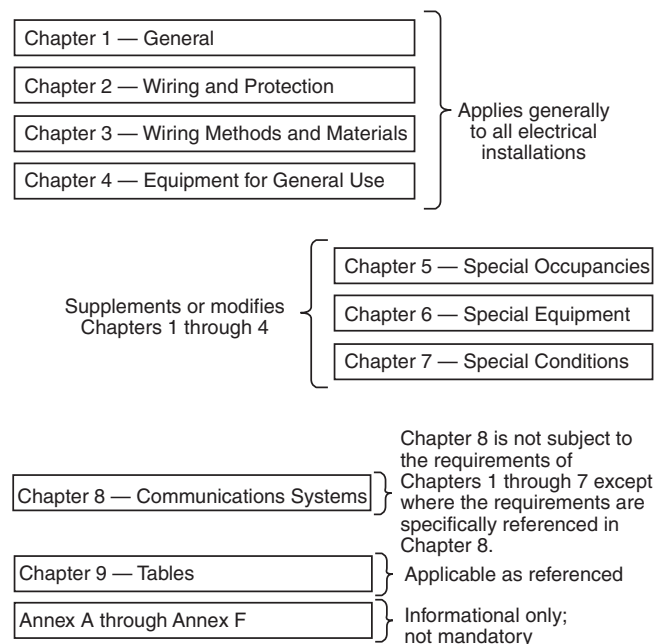 Chapter 1 — General
Chapter 2 — Wiring and Protection
Chapter 3 — Wiring Methods and Materials
Chapter 4 — Equipment for General Use
Applies generally
to all electrical
installations
Supplements or modifies
Chapters 1 through 4
Chapter 5 — Special Occupancies
Chapter 6 — Special Equipment
Chapter 7 — Special Conditions
Chapter 8 — Communications Systems
Chapter 8 is not subject to
the requirements of
Chapters 1 through 7 except
where the requirements are
specifically referenced in
Chapter 8.
Chapter 9 — Tables
Applicable as referenced
Annex A through Annex F
Informational only;
not mandatory